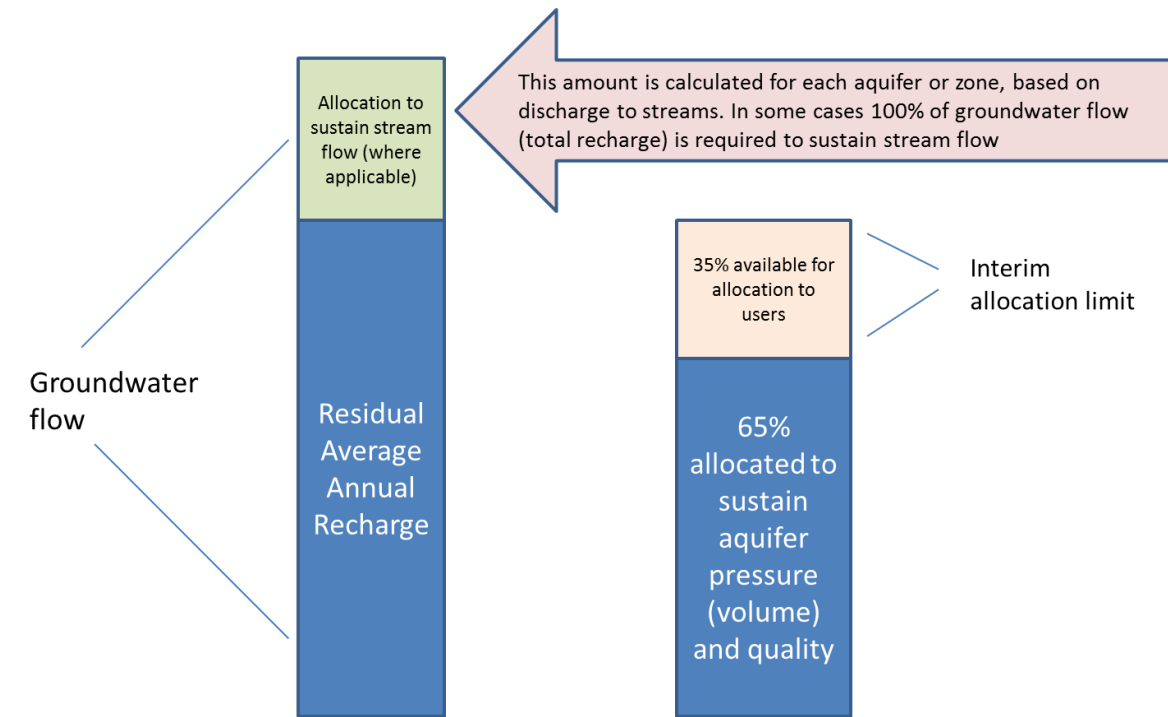 This amount is calculated for each aquifer or zone, based on
discharge to streams. In some cases 100% of groundwater flow
(total recharge) is required to sustain stream flow
Allocation to
sustain stream
flow (where
applicable)
35% available for
allocation to
users
Interim
allocation limit
Groundwater
flow
Residual
Average
Annual
Recharge
65%
allocated to
sustain
aquifer
pressure
(volume)
and quality